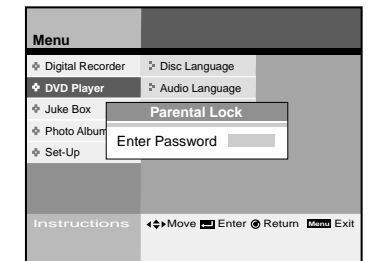 Menu
Digital Recorder
Disc Language
DVD Player
Audio Language
Juke Box
Parental Lock
Photo Album
Enter Password
Set-Up
Instructions
Move Enter Return Menu Exit